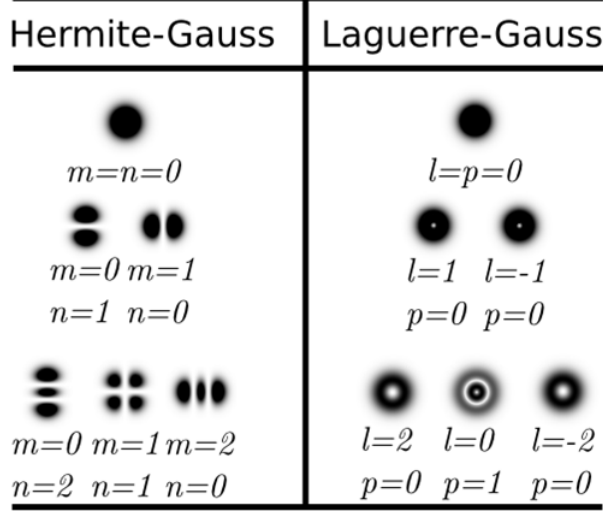 Hermite-Gauss Laguerre-Gauss
m=n=0 l=p=0
m=0 m=1 l=1 l=-1
n=1 n=0 p=0 p=0
m=0 m=1 m=2 l=2 l=0 l=-2
n=2 n=1 n=0 p=0 p=1 p=0